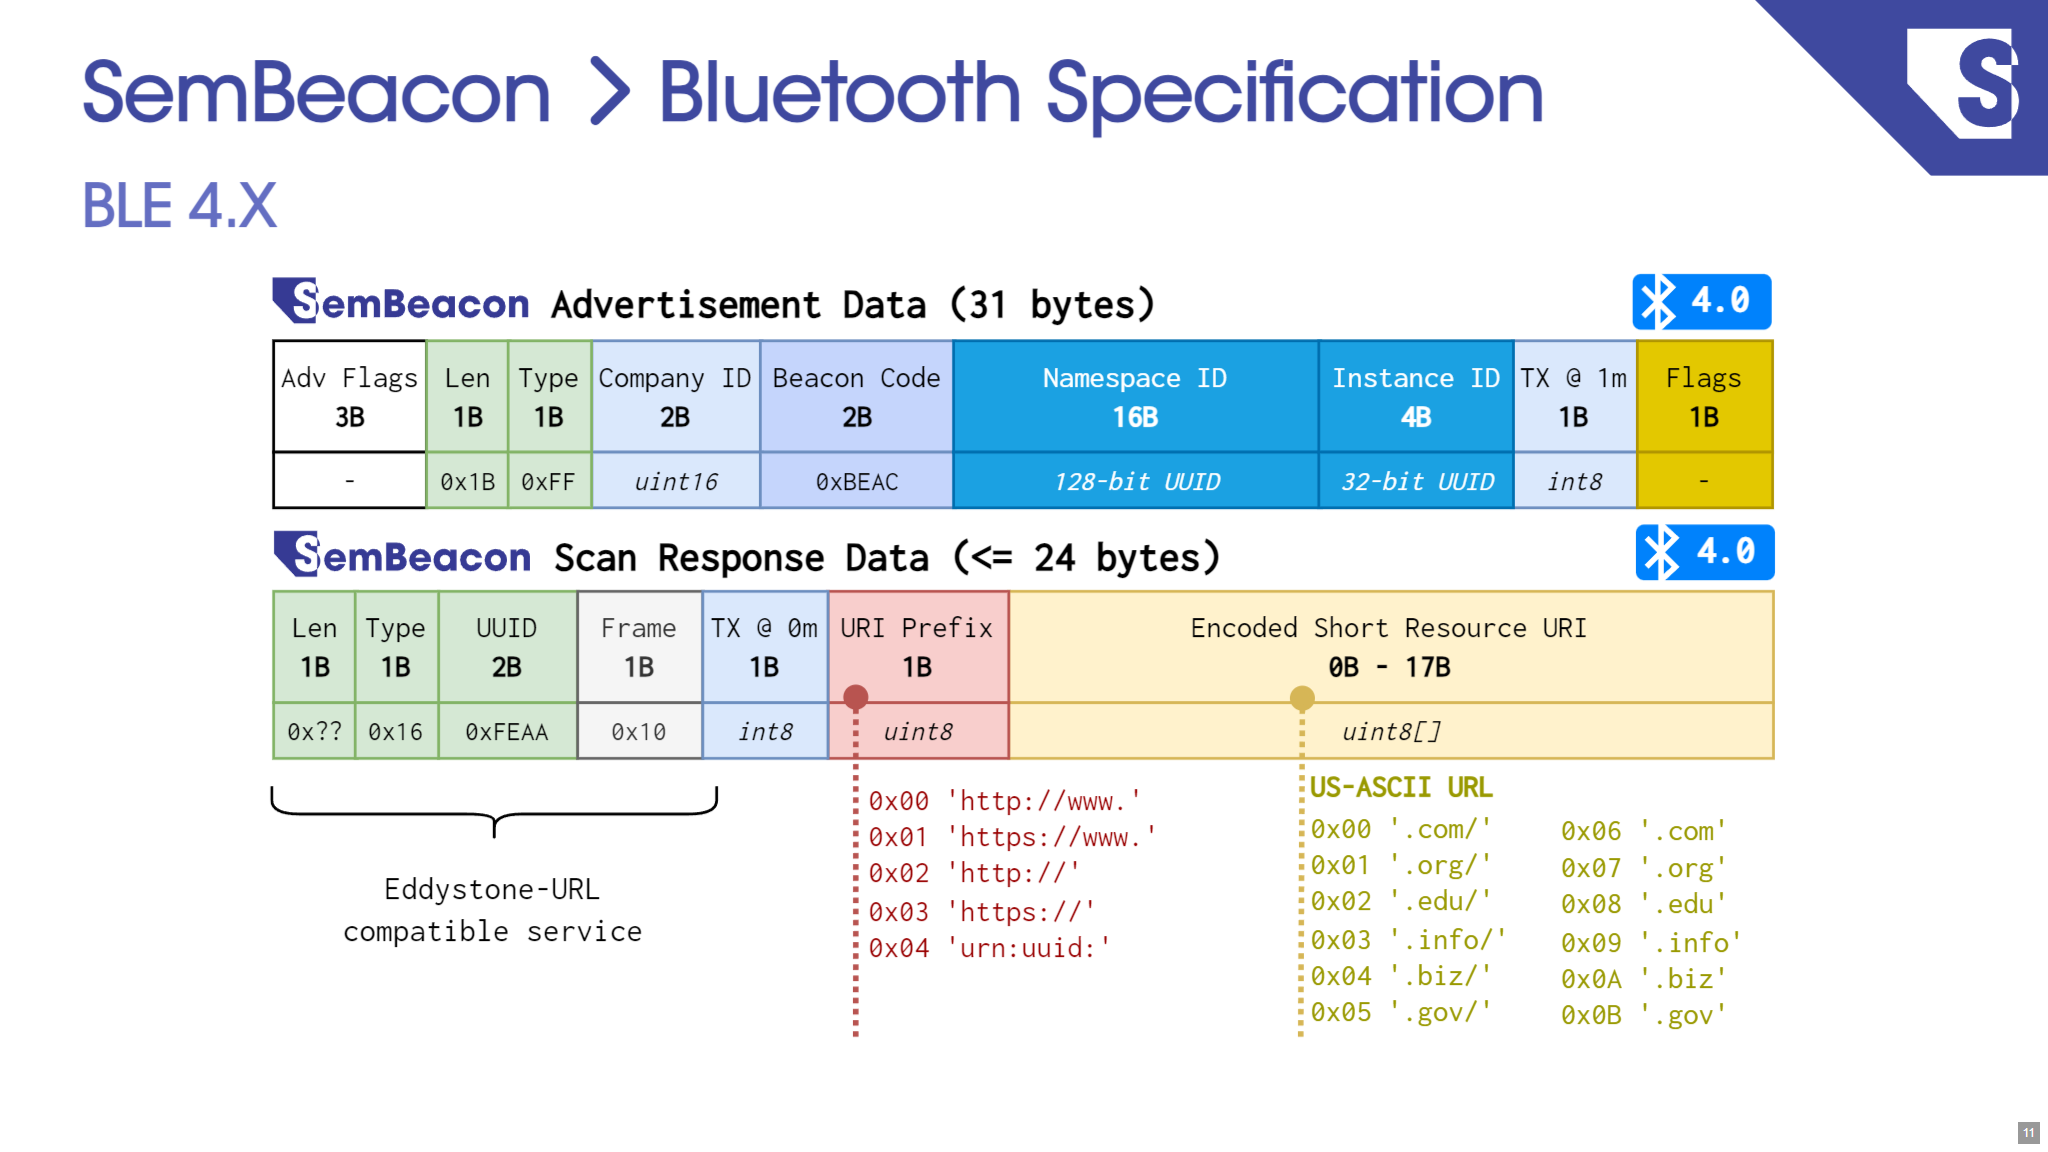 SemBeacon > Bluetooth Specification
BLE 4.X
SemBeacon Advertisement Data (31 bytes)
4.0
Adv Flags Len Type Company ID Beacon Code Namespace ID Instance ID TX @ 1m Flags
3B 1B 1B 2B 2B 16B 4B 1B 1B
- 0x1B 0xFF uint16 0xBEAC 128-bit UUID 32-bit UUID int8 -
SemBeacon Scan Response Data (<= 24 bytes)
4.0
Len Type UUID Frame TX @ 0m URI Prefix Encoded Short Resource URI
1B 1B 2B 1B 1B 1B 0B - 17B
0x?? 0x16 0xFEAA 0x10 int8 uint8 uint8[]
Eddystone-URL
compatible service
0x00 'http://www.'
0x01 'https://www.'
0x02 'http://'
0x03 'https://'
0x04 'urn:uuid:'
US-ASCII URL
0x00 '.com/'
0x01 '.org/'
0x02 '.edu/'
0x03 '.info/'
0x04 '.biz/'
0x05 '.gov/'
0x06 '.com'
0x07 '.org'
0x08 '.edu'
0x09 '.info'
0x0A '.biz'
0x0B '.gov'
11